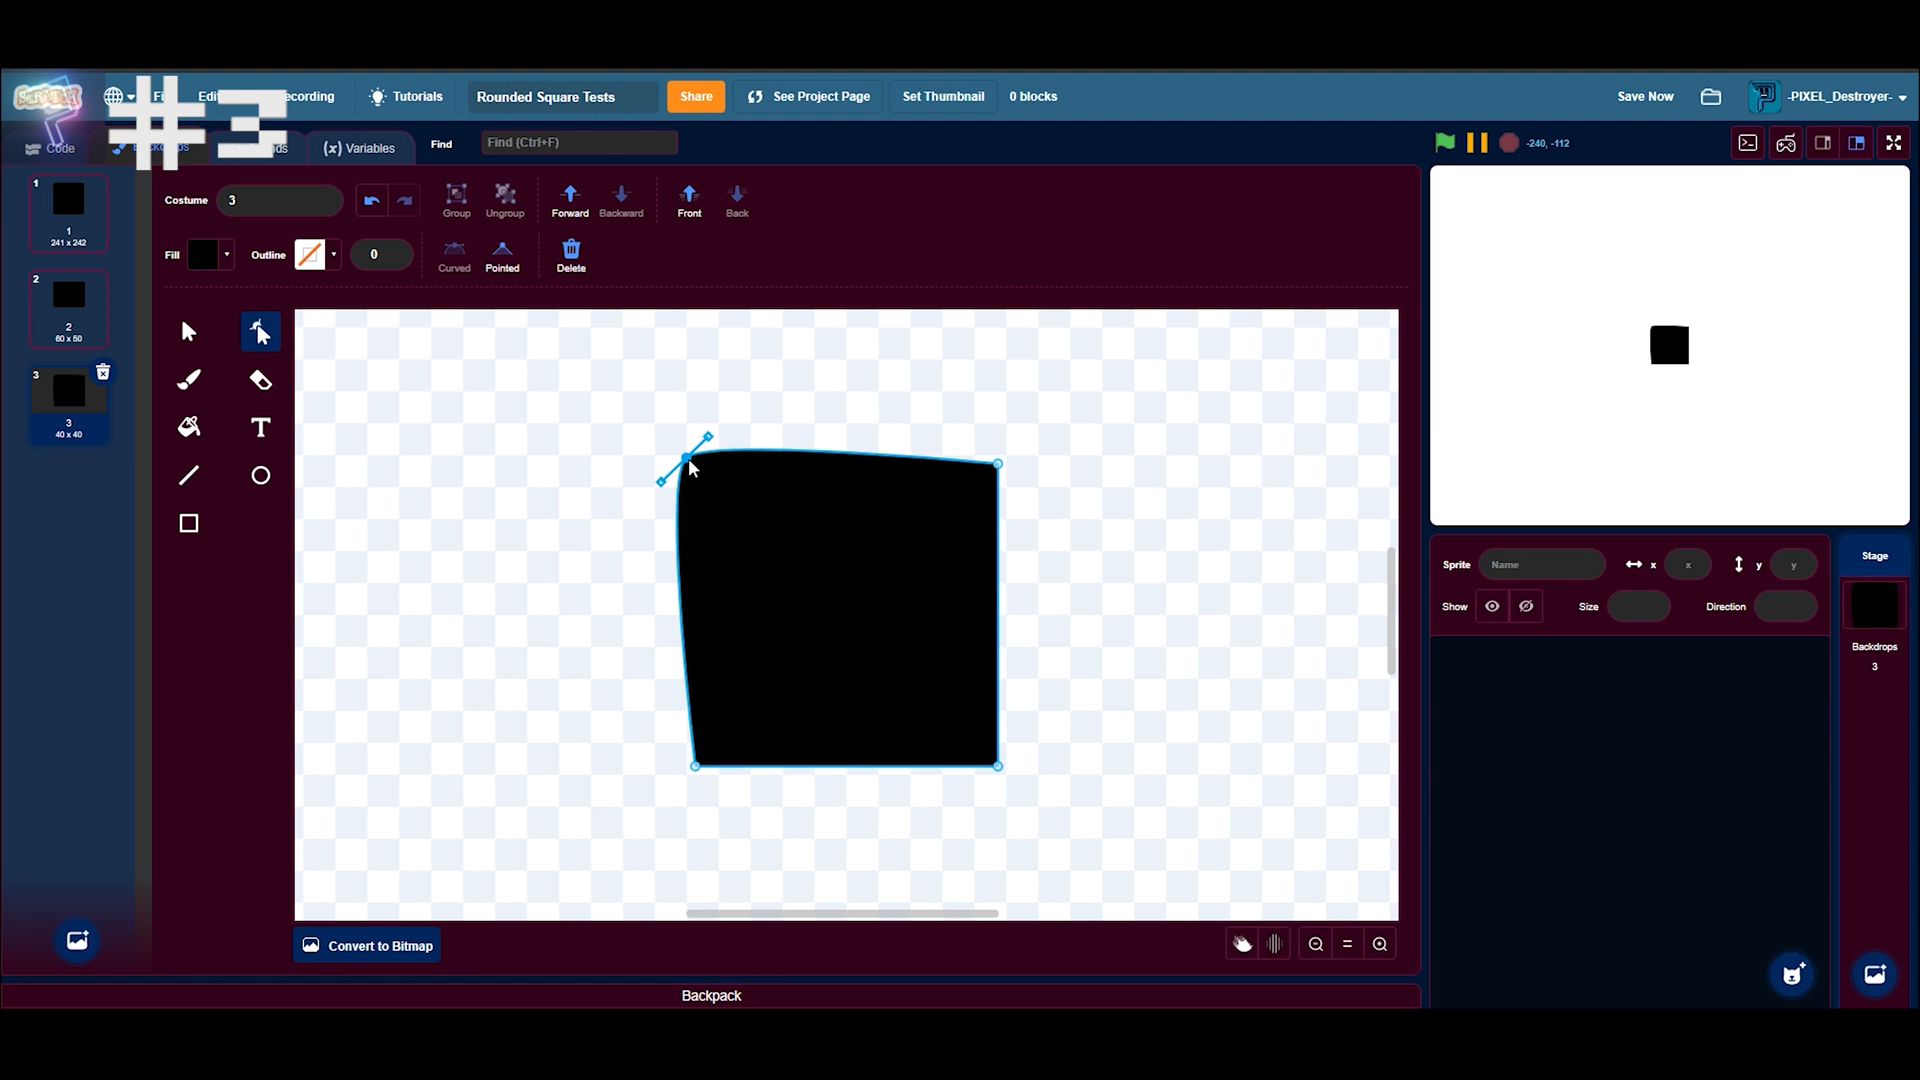 #3
Tutorials
Rounded Square Tests
Share
See Project Page
Set Thumbnail
0 blocks
Save Now
-PIXEL_Destroyer-
Code
(x) Variables
Find
Find (Ctrl+F)
-240, -112
1
1
241 x 242
2
2
60 x 50
3
3
40 x 40
Costume
3
Group
Ungroup
Forward
Backward
Front
Back
Fill
Outline
0
Curved
Pointed
Delete
T
Convert to Bitmap
=
Backpack
Sprite
Name
x
x
y
y
Show
Size
Direction
Stage
Backdrops
3